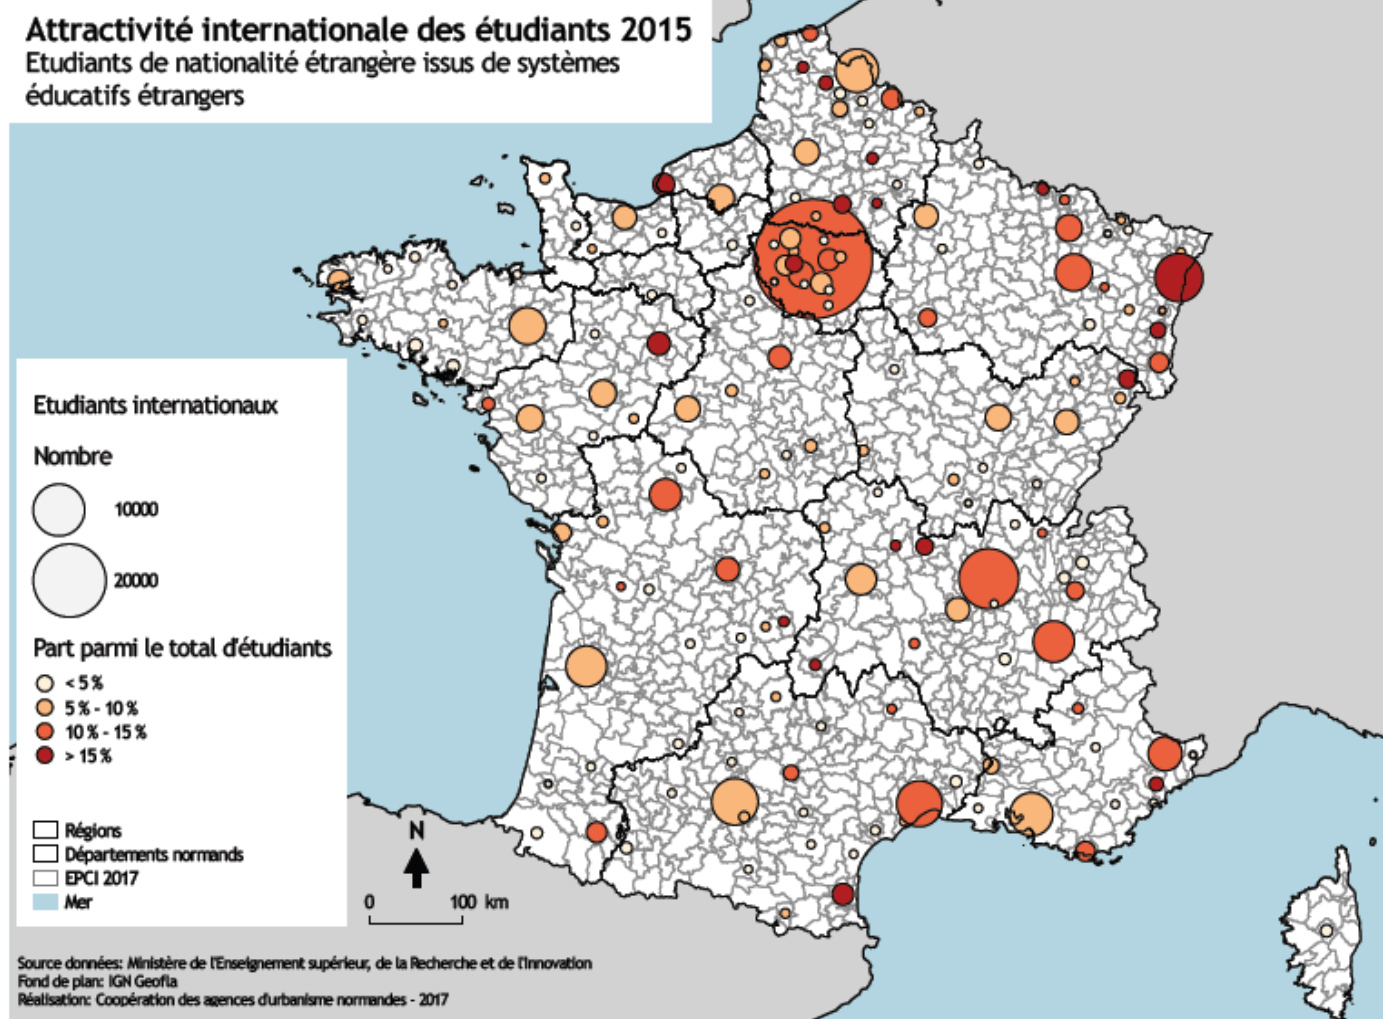 Attractivité internationale des étudiants 2015
Etudiants de nationalité étrangère issus de systèmes
éducatifs étrangers
Etudiants internationaux
Nombre
10000
20000
Part parmi le total d'étudiants
< 5 %
5 % - 10 %
10 % - 15 %
> 15 %
Régions
Départements normands
EPCI 2017
Mer
N
0 100 km
Source données: Ministère de l'Enseignement supérieur, de la Recherche et de l'Innovation
Fond de plan: IGN Geofla
Réalisation: Coopération des agences d'urbanisme normandes - 2017